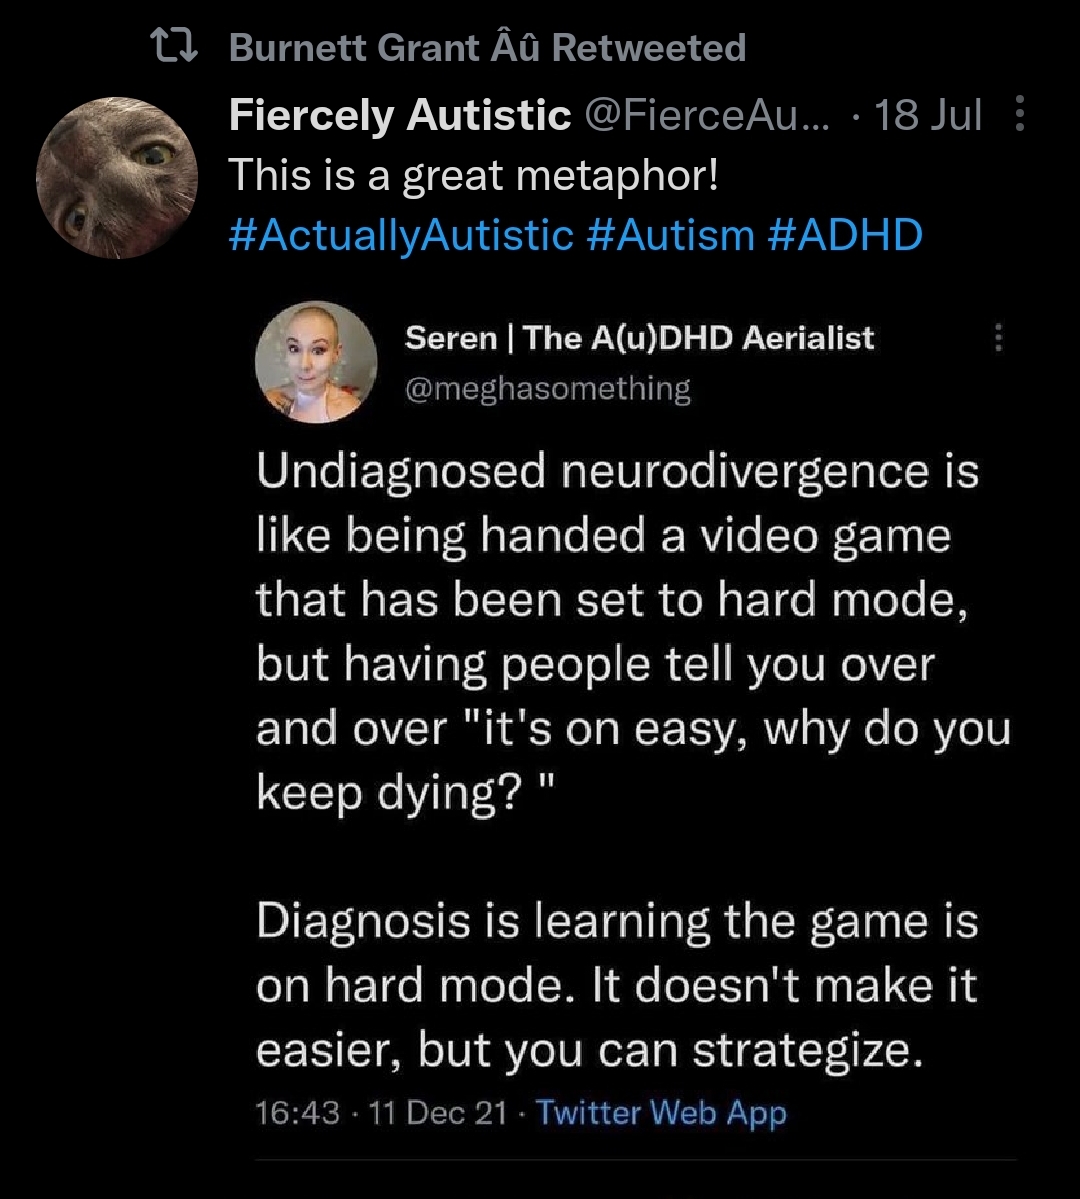 Burnett Grant Âû Retweeted
Fiercely Autistic @FierceAu... · 18 Jul
This is a great metaphor!
#ActuallyAutistic #Autism #ADHD
Seren | The A(u)DHD Aerialist
@meghasomething
Undiagnosed neurodivergence is
like being handed a video game
that has been set to hard mode,
but having people tell you over
and over "it's on easy, why do you
keep dying? "
Diagnosis is learning the game is
on hard mode. It doesn't make it
easier, but you can strategize.
16:43 · 11 Dec 21 · Twitter Web App